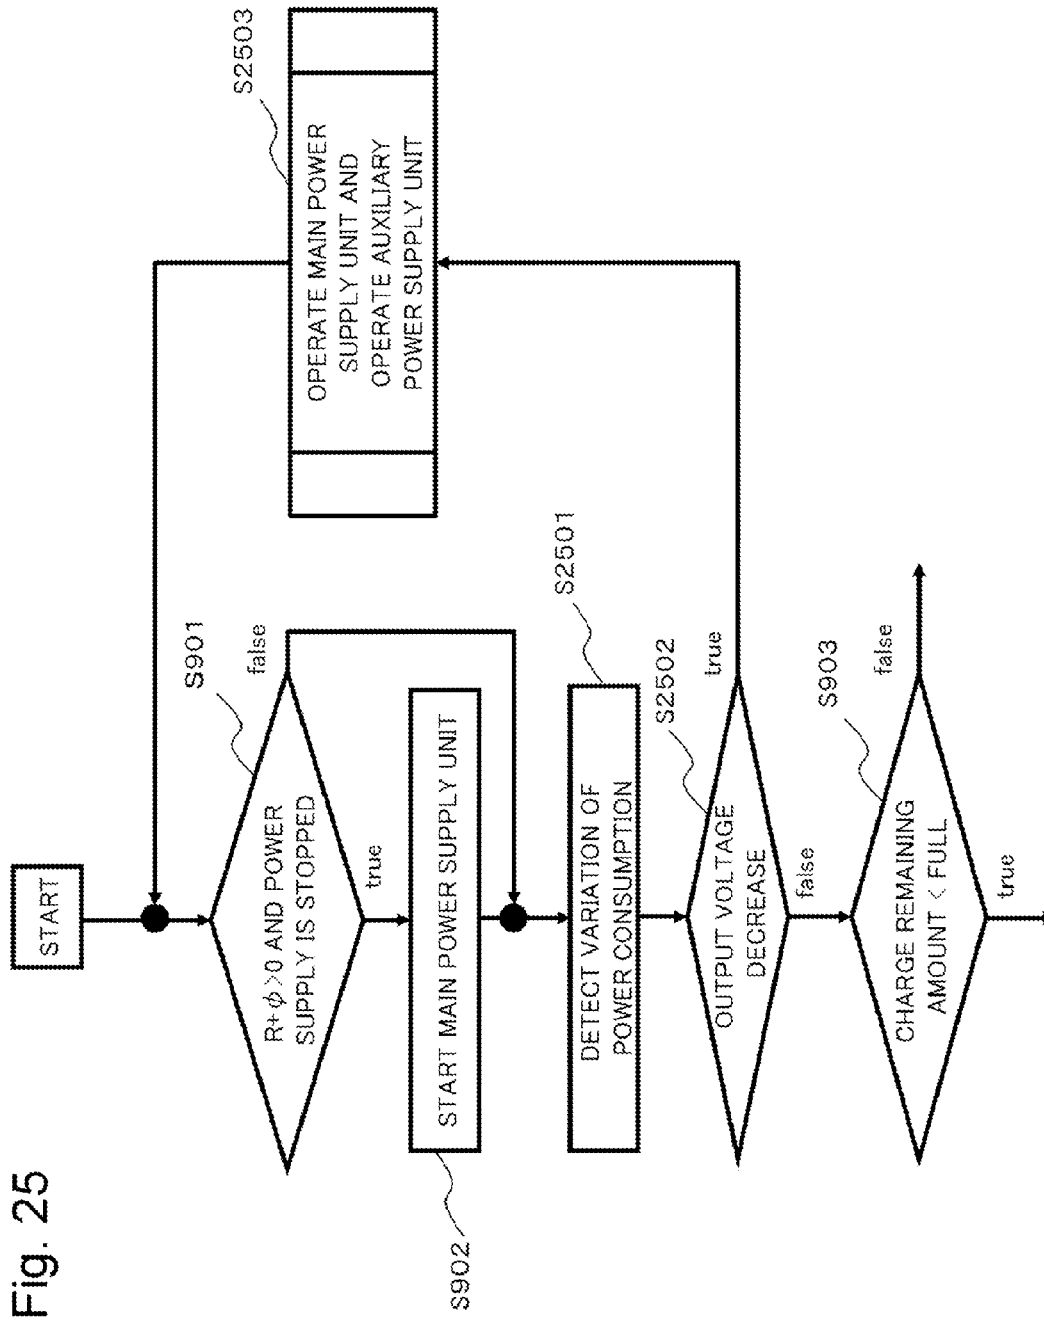 Fig. 25
START
S901
R+ϕ>0 AND POWER
SUPPLY IS STOPPED
false
true
S902
START MAIN POWER SUPPLY UNIT
S2501
DETECT VARIATION OF
POWER CONSUMPTION
S2502
OUTPUT VOLTAGE
DECREASE
true
false
S2503
OPERATE MAIN POWER
SUPPLY UNIT AND
OPERATE AUXILIARY
POWER SUPPLY UNIT
S903
CHARGE REMAINING
AMOUNT < FULL
false
true